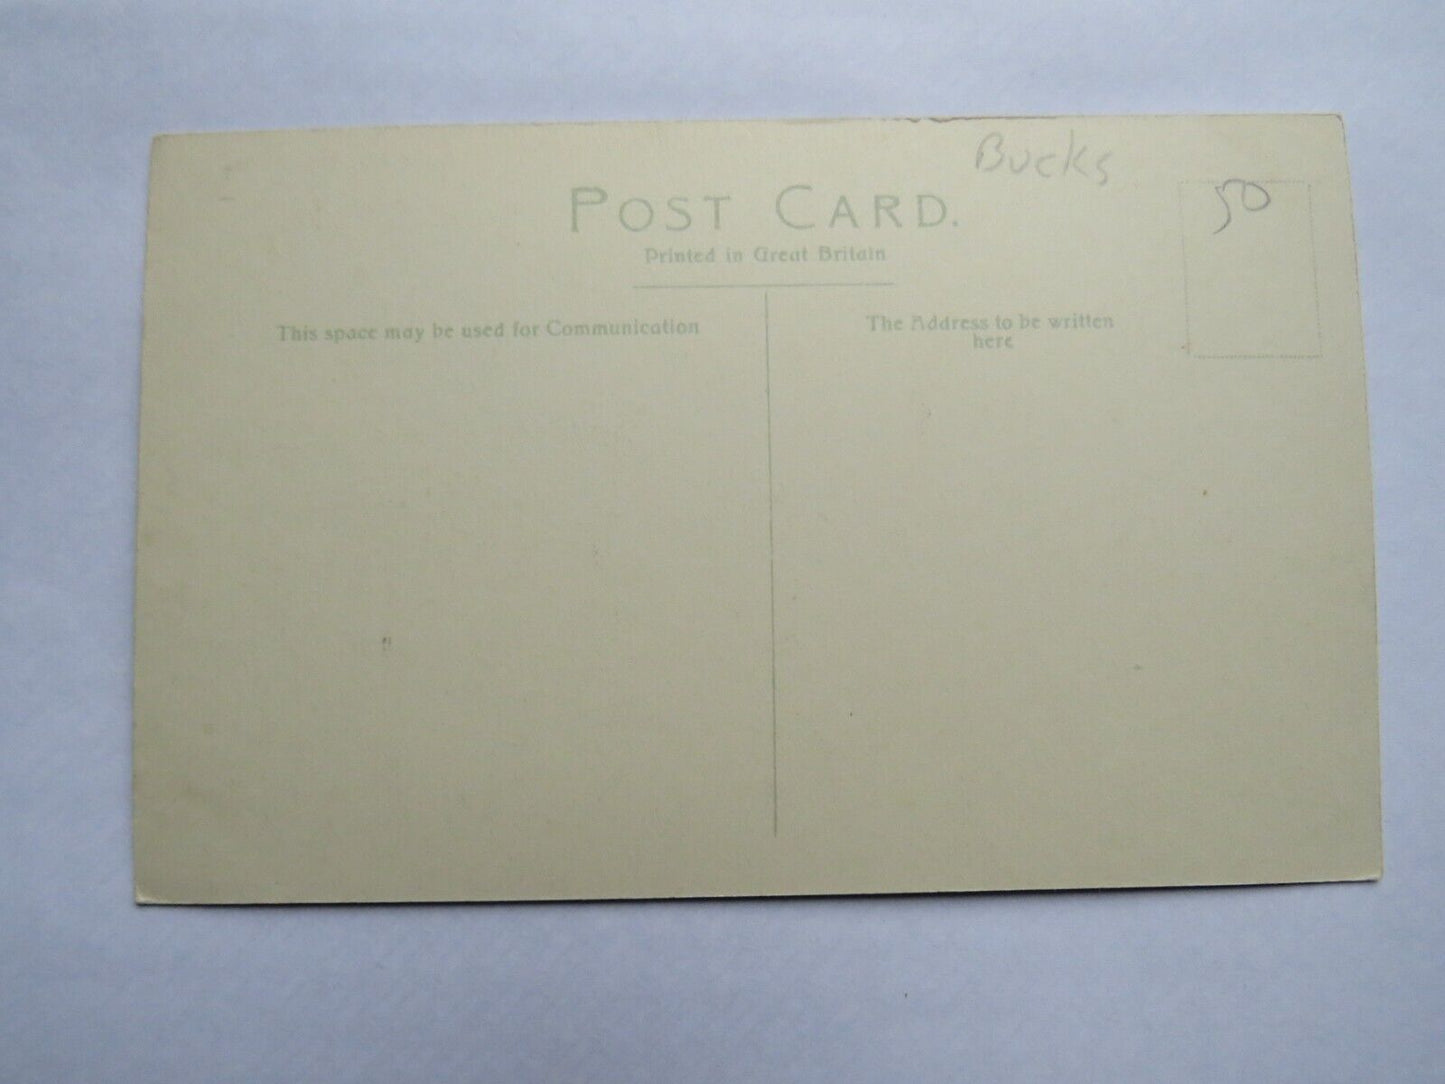 Bucks
50
POST CARD.
Printed in Great Britain
This space may be used for Communication
The Address to be written
here